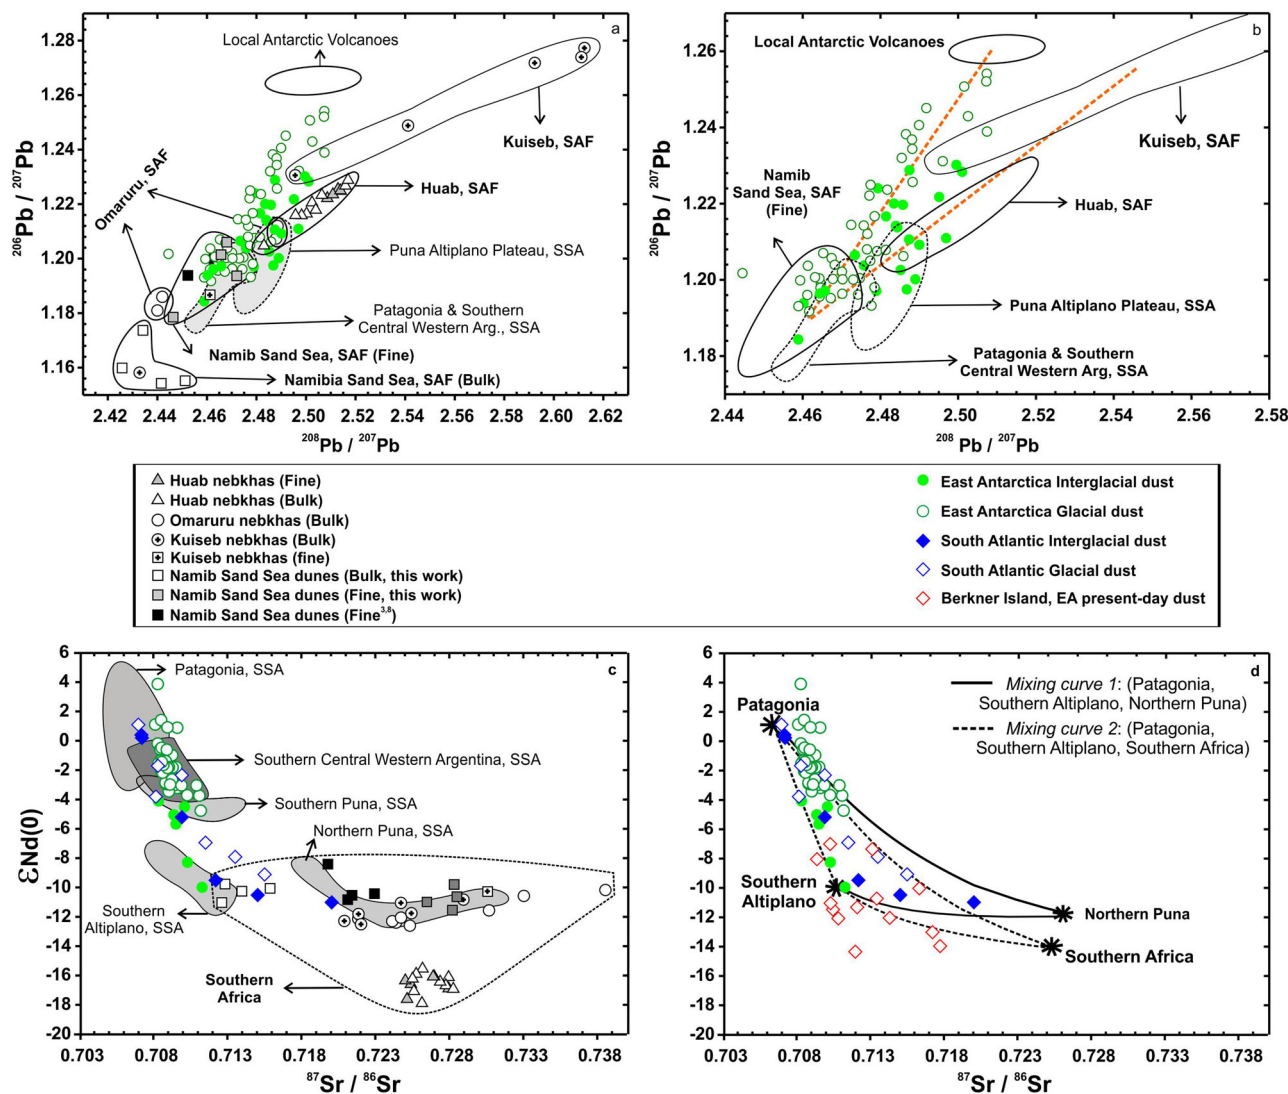 a
Local Antarctic Volcanoes
Kuiseb, SAF
Omaruru, SAF
Huab, SAF
Puna Altiplano Plateau, SSA
Patagonia & Southern
Central Western Arg., SSA
Namib Sand Sea, SAF (Fine)
Namibia Sand Sea, SAF (Bulk)
1.28
1.26
1.24
1.22
1.20
1.18
1.16
206Pb / 207Pb
2.42 2.44 2.46 2.48 2.50 2.52 2.54 2.56 2.58 2.60 2.62
208Pb / 207Pb
b
Local Antarctic Volcanoes
Kuiseb, SAF
Namib
Sand Sea, SAF
(Fine)
Huab, SAF
Puna Altiplano Plateau, SSA
Patagonia & Southern
Central Western Arg, SSA
1.26
1.24
1.22
1.20
1.18
206Pb / 207Pb
2.44 2.46 2.48 2.50 2.52 2.54 2.56 2.58
208Pb / 207Pb
Huab nebkhas (Fine)
Huab nebkhas (Bulk)
Omaruru nebkhas (Bulk)
Kuiseb nebkhas (Bulk)
Kuiseb nebkhas (fine)
Namib Sand Sea dunes (Bulk, this work)
Namib Sand Sea dunes (Fine, this work)
Namib Sand Sea dunes (Fine3,8)
East Antarctica Interglacial dust
East Antarctica Glacial dust
South Atlantic Interglacial dust
South Atlantic Glacial dust
Berkner Island, EA present-day dust
c
Patagonia, SSA
Southern Central Western Argentina, SSA
Southern Puna, SSA
Northern Puna, SSA
Southern
Altiplano, SSA
Southern
Africa
6
4
2
0
-2
-4
-6
-8
-10
-12
-14
-16
-18
-20
εNd(0)
0.703 0.708 0.713 0.718 0.723 0.728 0.733 0.738
87Sr / 86Sr
d
Mixing curve 1: (Patagonia,
Southern Altiplano, Northern Puna)
Mixing curve 2: (Patagonia,
Southern Altiplano, Southern Africa)
Patagonia
Southern
Altiplano
Northern Puna
Southern Africa
6
4
2
0
-2
-4
-6
-8
-10
-12
-14
-16
-18
-20
0.703 0.708 0.713 0.718 0.723 0.728 0.733 0.738
87Sr / 86Sr